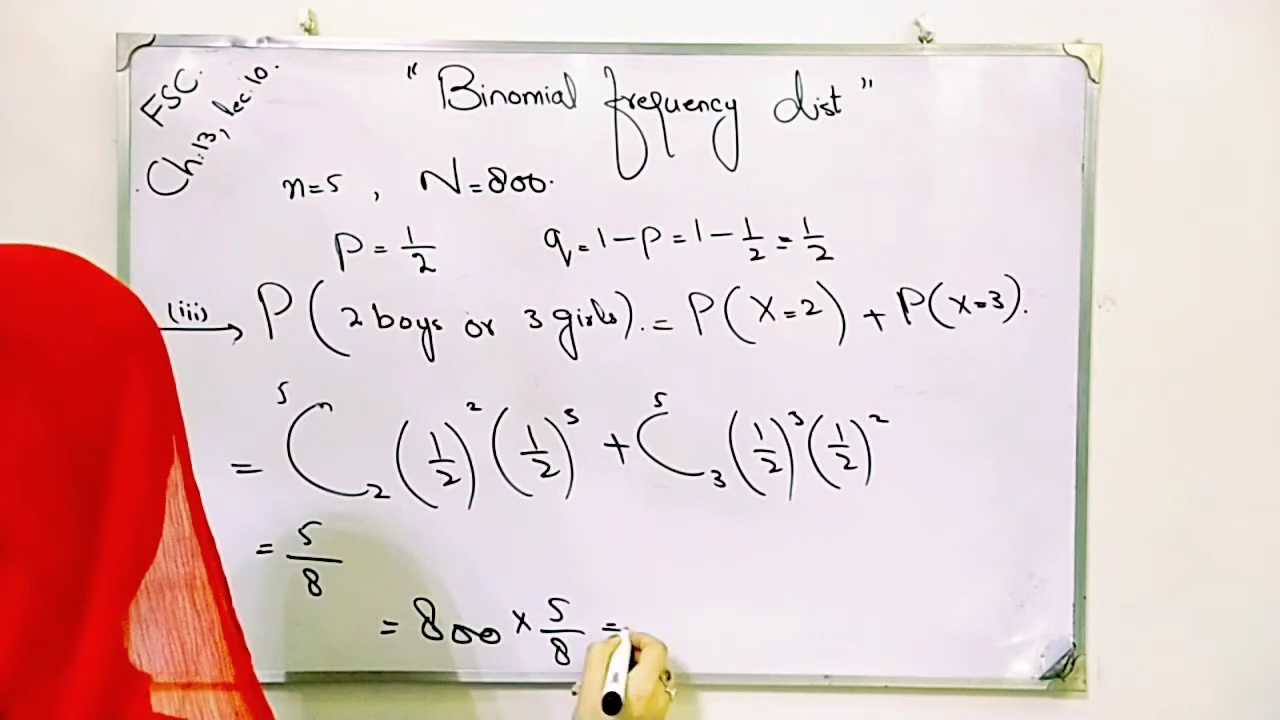 FSC.
Ch:13, lec:10.
"Binomial frequency dist"
n=5 , N=800.
P = 1/2 q = 1-p = 1 - 1/2 = 1/2
(iii) → P(2 boys or 3 girls). = P(X=2) + P(X=3).
= ⁵C₂ (1/2)² (1/2)³ + ⁵C₃ (1/2)³ (1/2)²
= 5/8
= 800 × 5/8 =